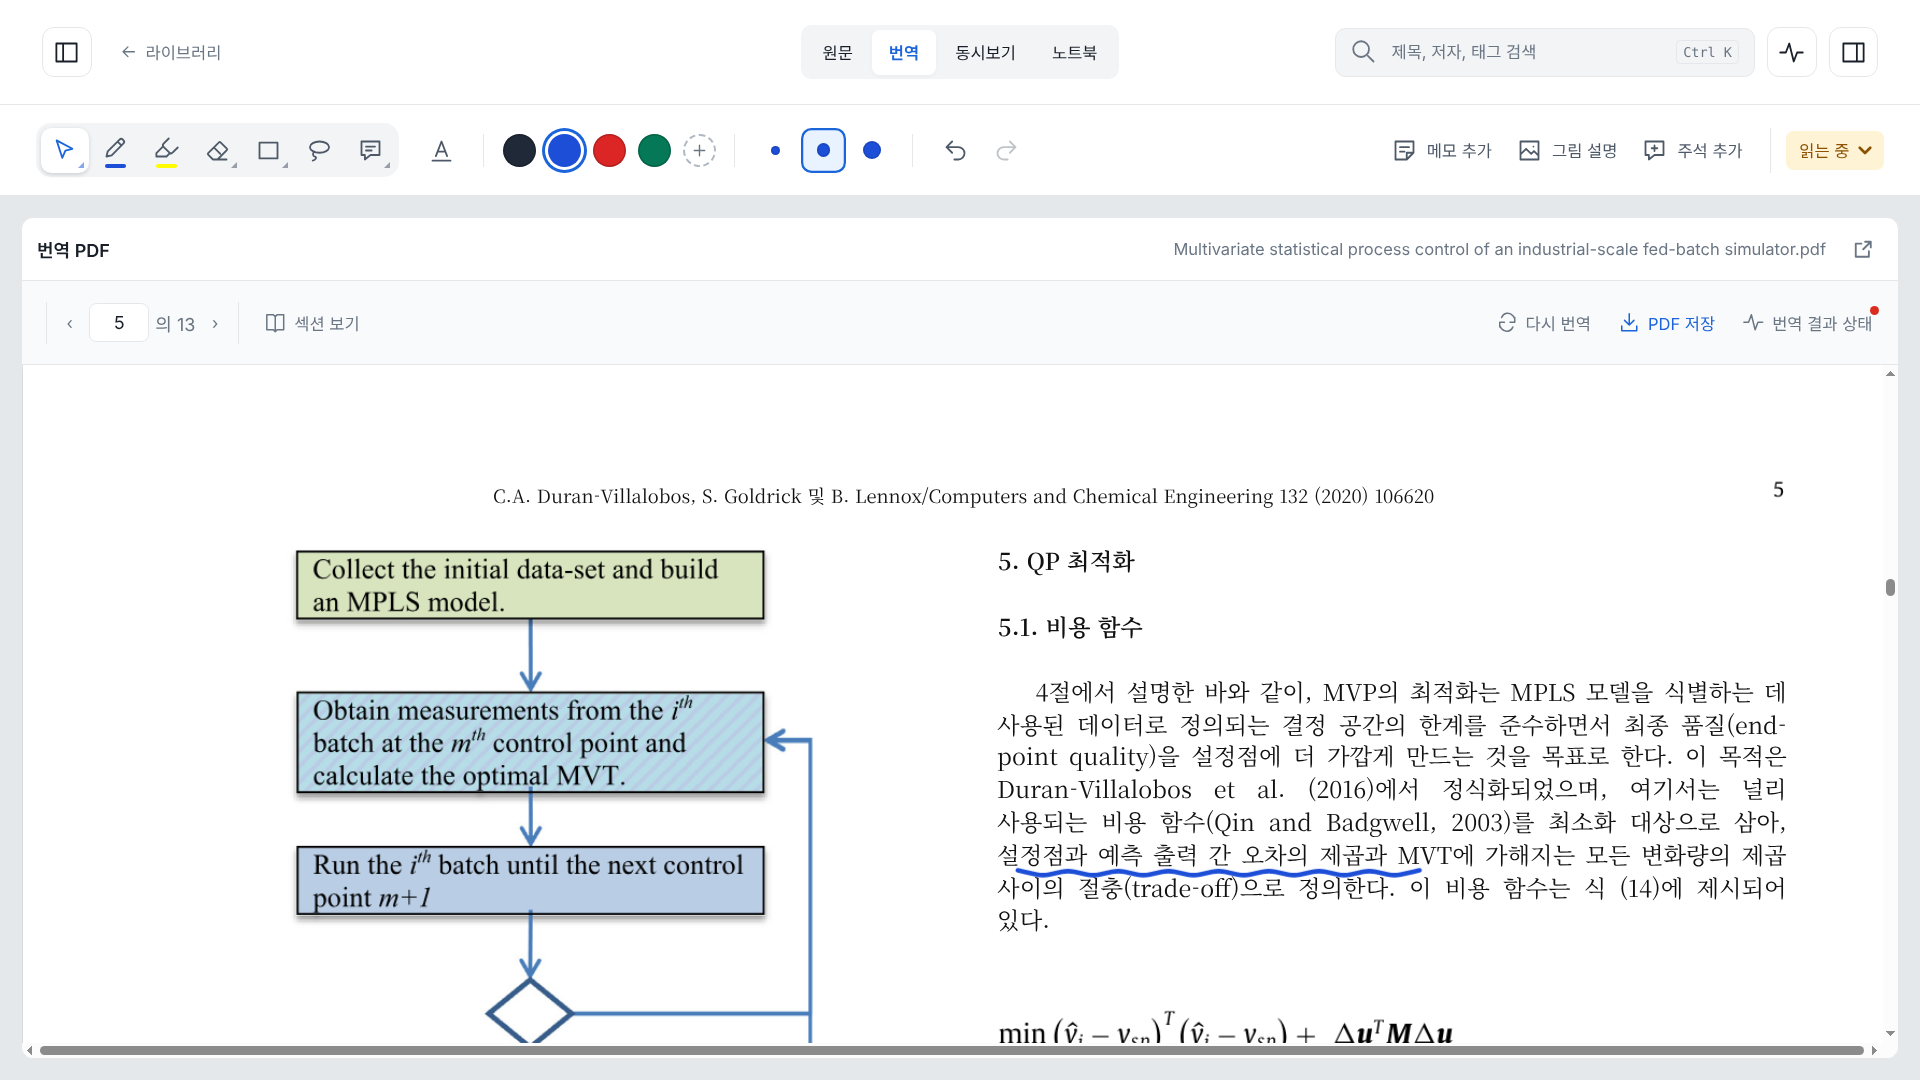 라이브러리
원문 번역 동시보기 노트북
제목, 저자, 태그 검색 Ctrl K
A
메모 추가 그림 설명 주석 추가 읽는 중
번역 PDF
Multivariate statistical process control of an industrial-scale fed-batch simulator.pdf
5 의 13 섹션 보기
다시 번역 PDF 저장 번역 결과 상태
C.A. Duran-Villalobos, S. Goldrick 및 B. Lennox/Computers and Chemical Engineering 132 (2020) 106620
5
Collect the initial data-set and build
an MPLS model.
Obtain measurements from the i^th
batch at the m^th control point and
calculate the optimal MVT.
Run the i^th batch until the next control
point m+1
5. QP 최적화
5.1. 비용 함수
4절에서 설명한 바와 같이, MVP의 최적화는 MPLS 모델을 식별하는 데
사용된 데이터로 정의되는 결정 공간의 한계를 준수하면서 최종 품질(end-
point quality)을 설정점에 더 가깝게 만드는 것을 목표로 한다. 이 목적은
Duran-Villalobos et al. (2016)에서 정식화되었으며, 여기서는 널리
사용되는 비용 함수(Qin and Badgwell, 2003)를 최소화 대상으로 삼아,
설정점과 예측 출력 간 오차의 제곱과 MVT에 가해지는 모든 변화량의 제곱
사이의 절충(trade-off)으로 정의한다. 이 비용 함수는 식 (14)에 제시되어
있다.
min (ŷ_i − y_sp)^T (ŷ_i − y_sp) + Δu^T MΔu